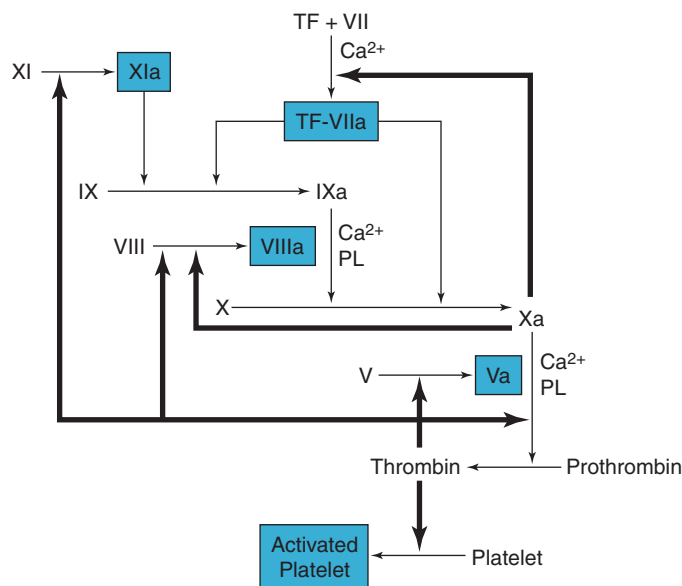 TF + VII
Ca²⁺
XI
XIa
TF-VIIa
IX
IXa
VIII
VIIIa
Ca²⁺
PL
X
Xa
V
Va
Ca²⁺
PL
Thrombin
Prothrombin
Activated
Platelet
Platelet